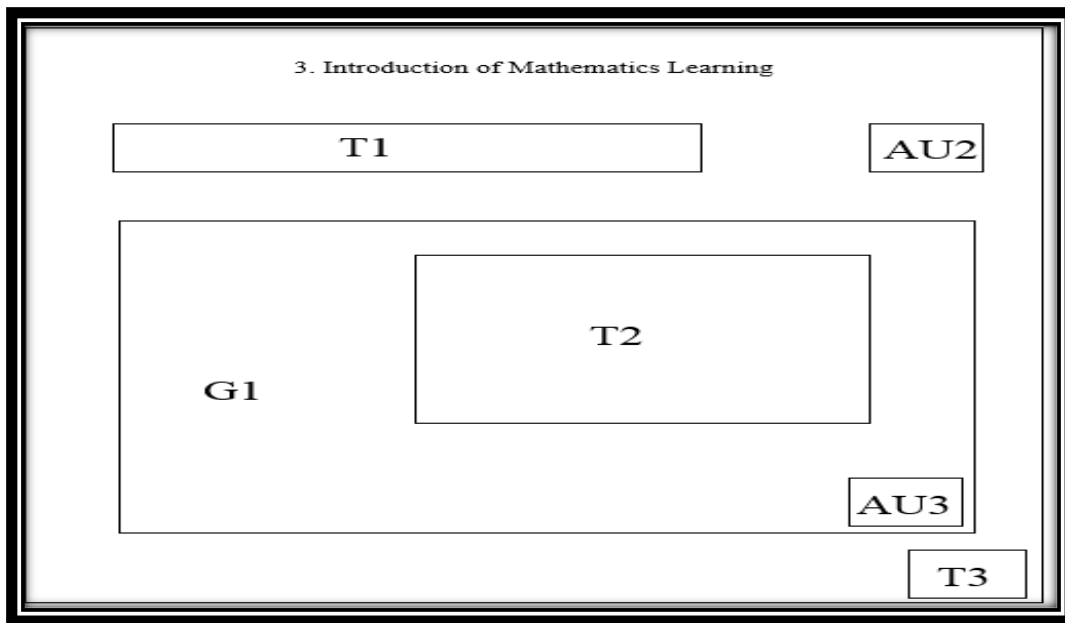 3. Introduction of Mathematics Learning
T1
AU2
T2
G1
AU3
T3